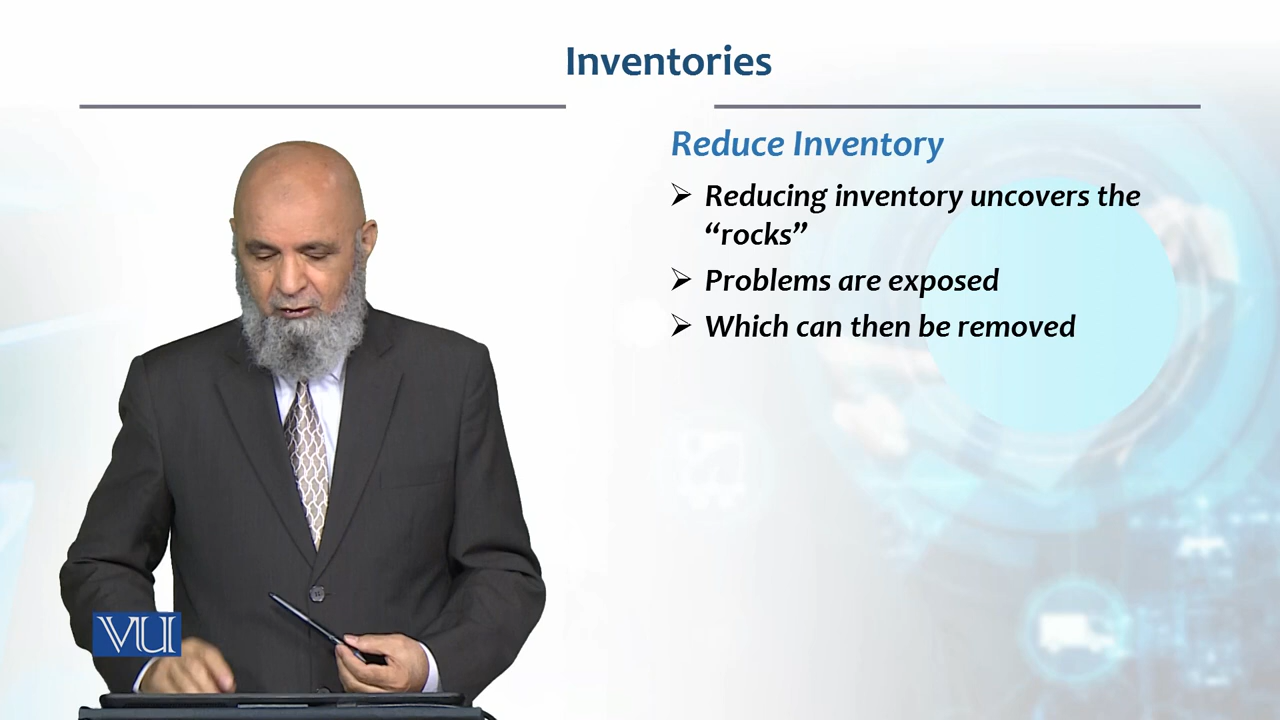 Inventories
Reduce Inventory
➢ Reducing inventory uncovers the
“rocks”
➢ Problems are exposed
➢ Which can then be removed
VU